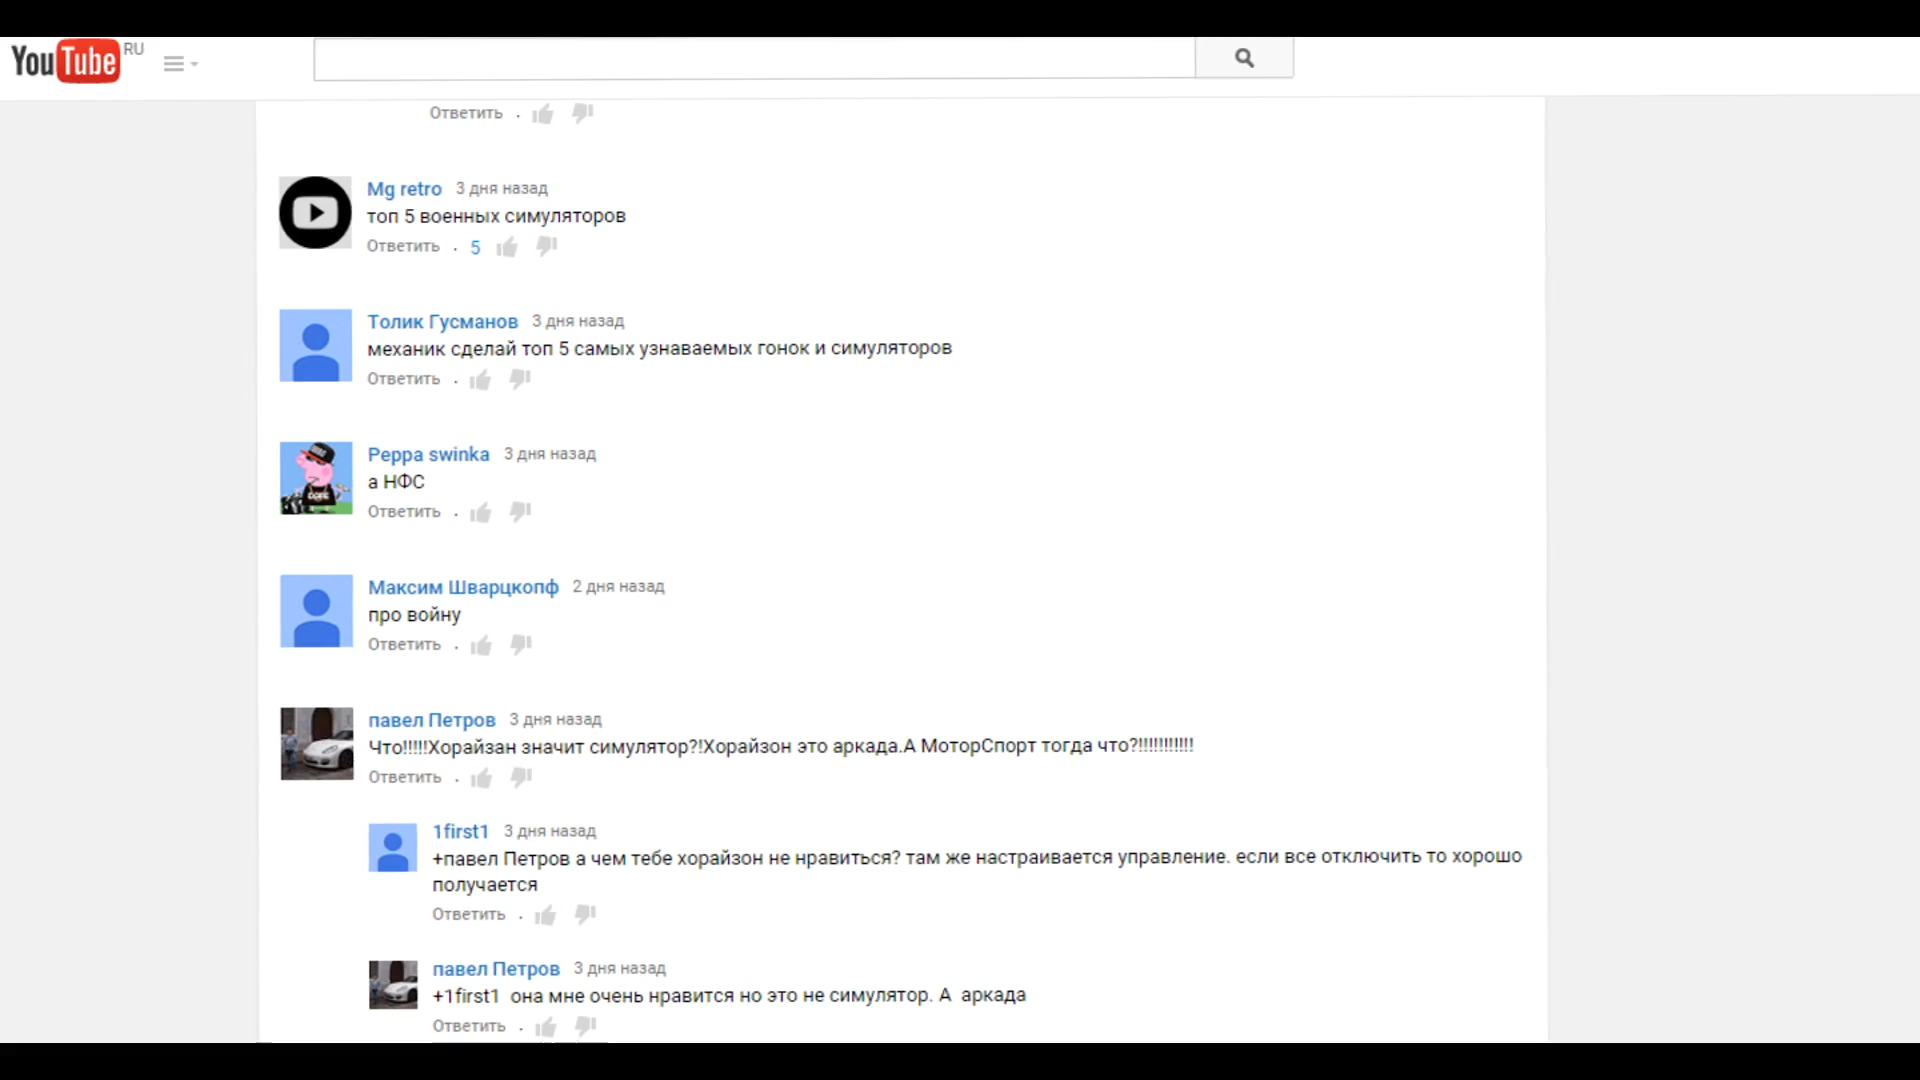 YouTube RU
Ответить .
Mg retro 3 дня назад
топ 5 военных симуляторов
Ответить . 5
Толик Гусманов 3 дня назад
механик сделай топ 5 самых узнаваемых гонок и симуляторов
Ответить .
Peppa swinka 3 дня назад
а НФС
Ответить .
Максим Шварцкопф 2 дня назад
про войну
Ответить .
павел Петров 3 дня назад
Что!!!!!Хорайзан значит симулятор?!Хорайзон это аркада.А МоторСпорт тогда что?!!!!!!!!!!!
Ответить .
1first1 3 дня назад
+павел Петров а чем тебе хорайзон не нравиться? там же настраивается управление. если все отключить то хорошо
получается
Ответить .
павел Петров 3 дня назад
+1first1 она мне очень нравится но это не симулятор. А аркада
Ответить .